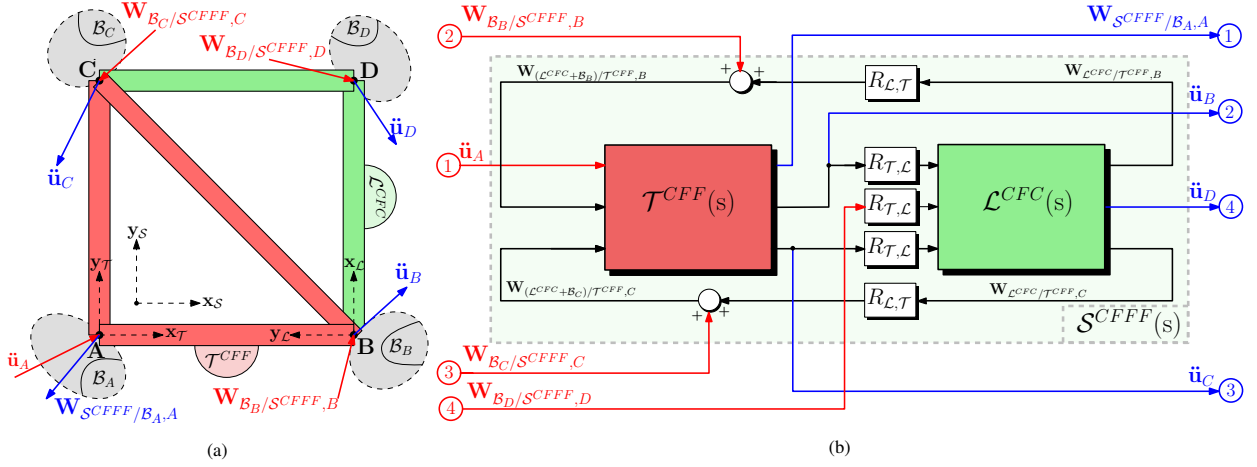 𝓑_C
W_{𝓑_C/𝓢^{CFFF},C}
𝓑_D
W_{𝓑_D/𝓢^{CFFF},D}
C
D
ü_D
ü_C
𝓛^{CFC}
y_𝓢
y_𝓣
x_𝓢
x_𝓛
ü_B
x_𝓣
y_𝓛
A
B
ü_A
𝓑_A
𝓣^{CFF}
𝓑_B
W_{𝓢^{CFFF}/𝓑_A,A}
W_{𝓑_B/𝓢^{CFFF},B}
(a)
W_{𝓑_B/𝓢^{CFFF},B}
2
W_{𝓢^{CFFF}/𝓑_A,A}
1
W_{(𝓛^{CFC}+𝓑_B)/𝓣^{CFF},B}
+ +
R_{𝓛,𝓣}
W_{𝓛^{CFC}/𝓣^{CFF},B}
ü_B
2
1
ü_A
𝓣^{CFF}(s)
R_{𝓣,𝓛}
R_{𝓣,𝓛}
R_{𝓣,𝓛}
𝓛^{CFC}(s)
ü_D
4
W_{(𝓛^{CFC}+𝓑_C)/𝓣^{CFF},C}
+ +
R_{𝓛,𝓣}
W_{𝓛^{CFC}/𝓣^{CFF},C}
𝓢^{CFFF}(s)
W_{𝓑_C/𝓢^{CFFF},C}
3
W_{𝓑_D/𝓢^{CFFF},D}
4
ü_C
3
(b)